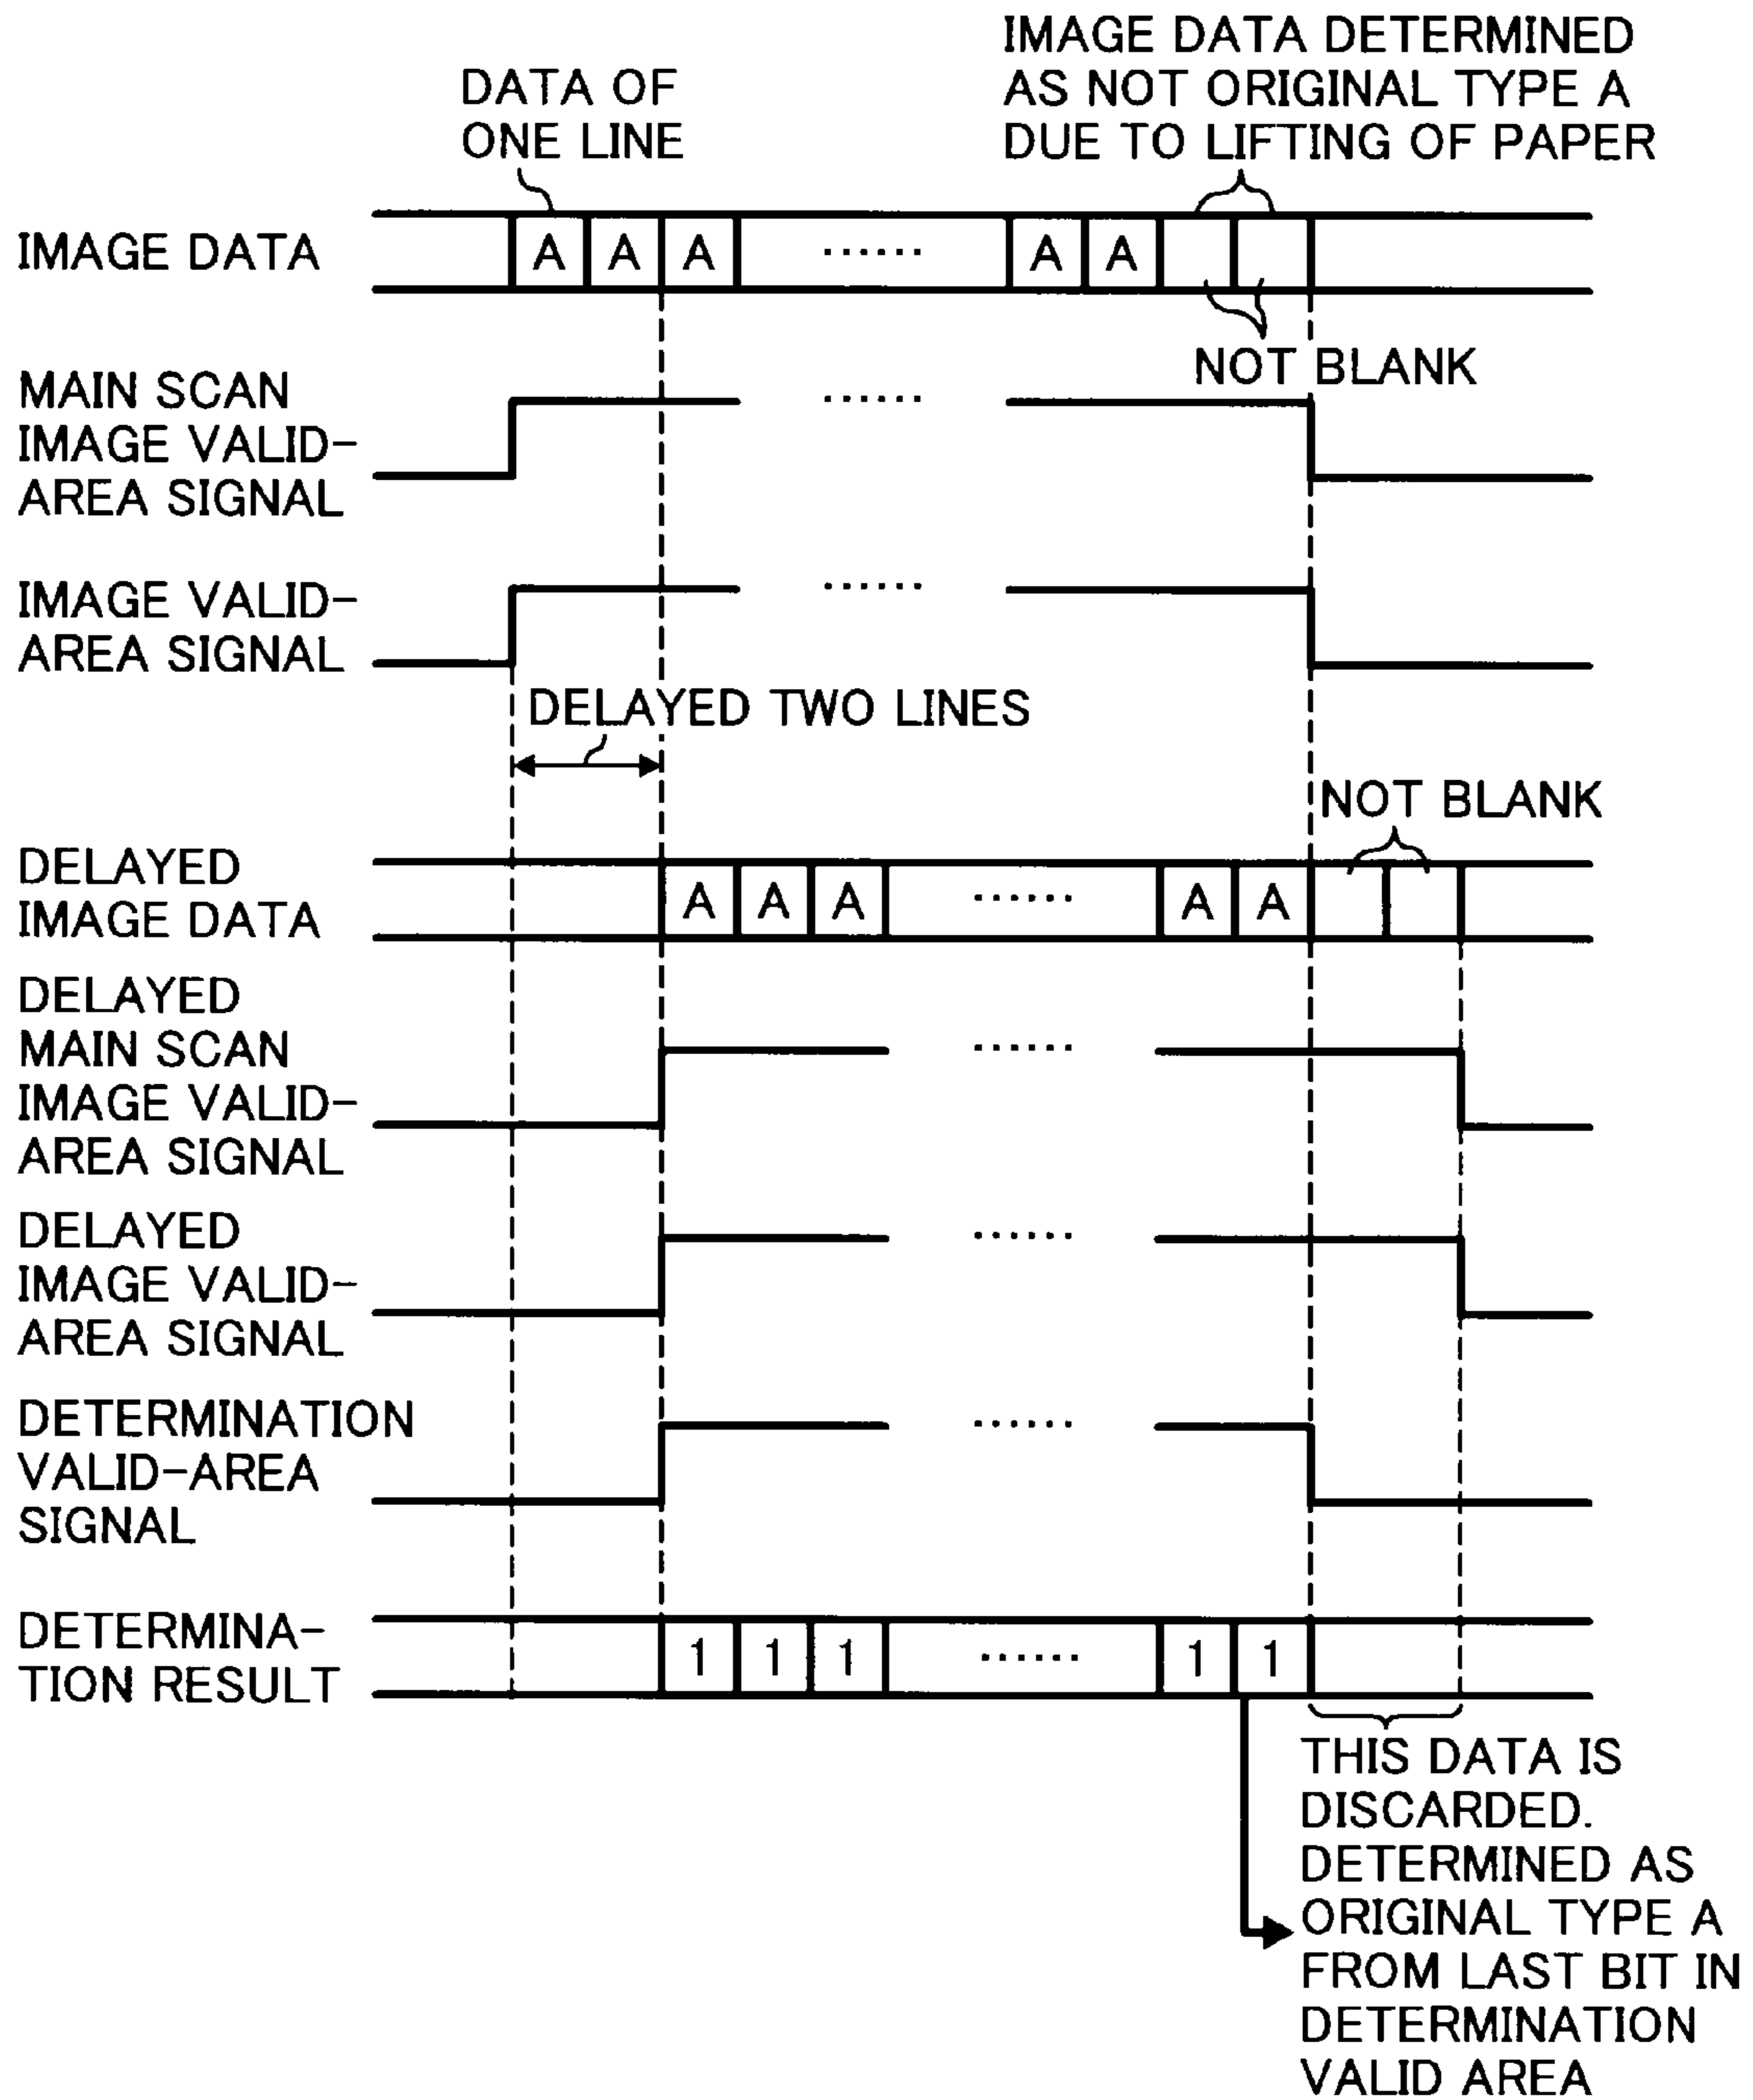 DATA OF
ONE LINE
IMAGE DATA DETERMINED
AS NOT ORIGINAL TYPE A
DUE TO LIFTING OF PAPER
IMAGE DATA
A A A ...... A A
NOT BLANK
MAIN SCAN
IMAGE VALID-
AREA SIGNAL
......
IMAGE VALID-
AREA SIGNAL
......
DELAYED TWO LINES
NOT BLANK
DELAYED
IMAGE DATA
A A A ...... A A
DELAYED
MAIN SCAN
IMAGE VALID-
AREA SIGNAL
......
DELAYED
IMAGE VALID-
AREA SIGNAL
......
DETERMINATION
VALID-AREA
SIGNAL
......
DETERMINA-
TION RESULT
1 1 1 ...... 1 1
THIS DATA IS
DISCARDED.
DETERMINED AS
ORIGINAL TYPE A
FROM LAST BIT IN
DETERMINATION
VALID AREA